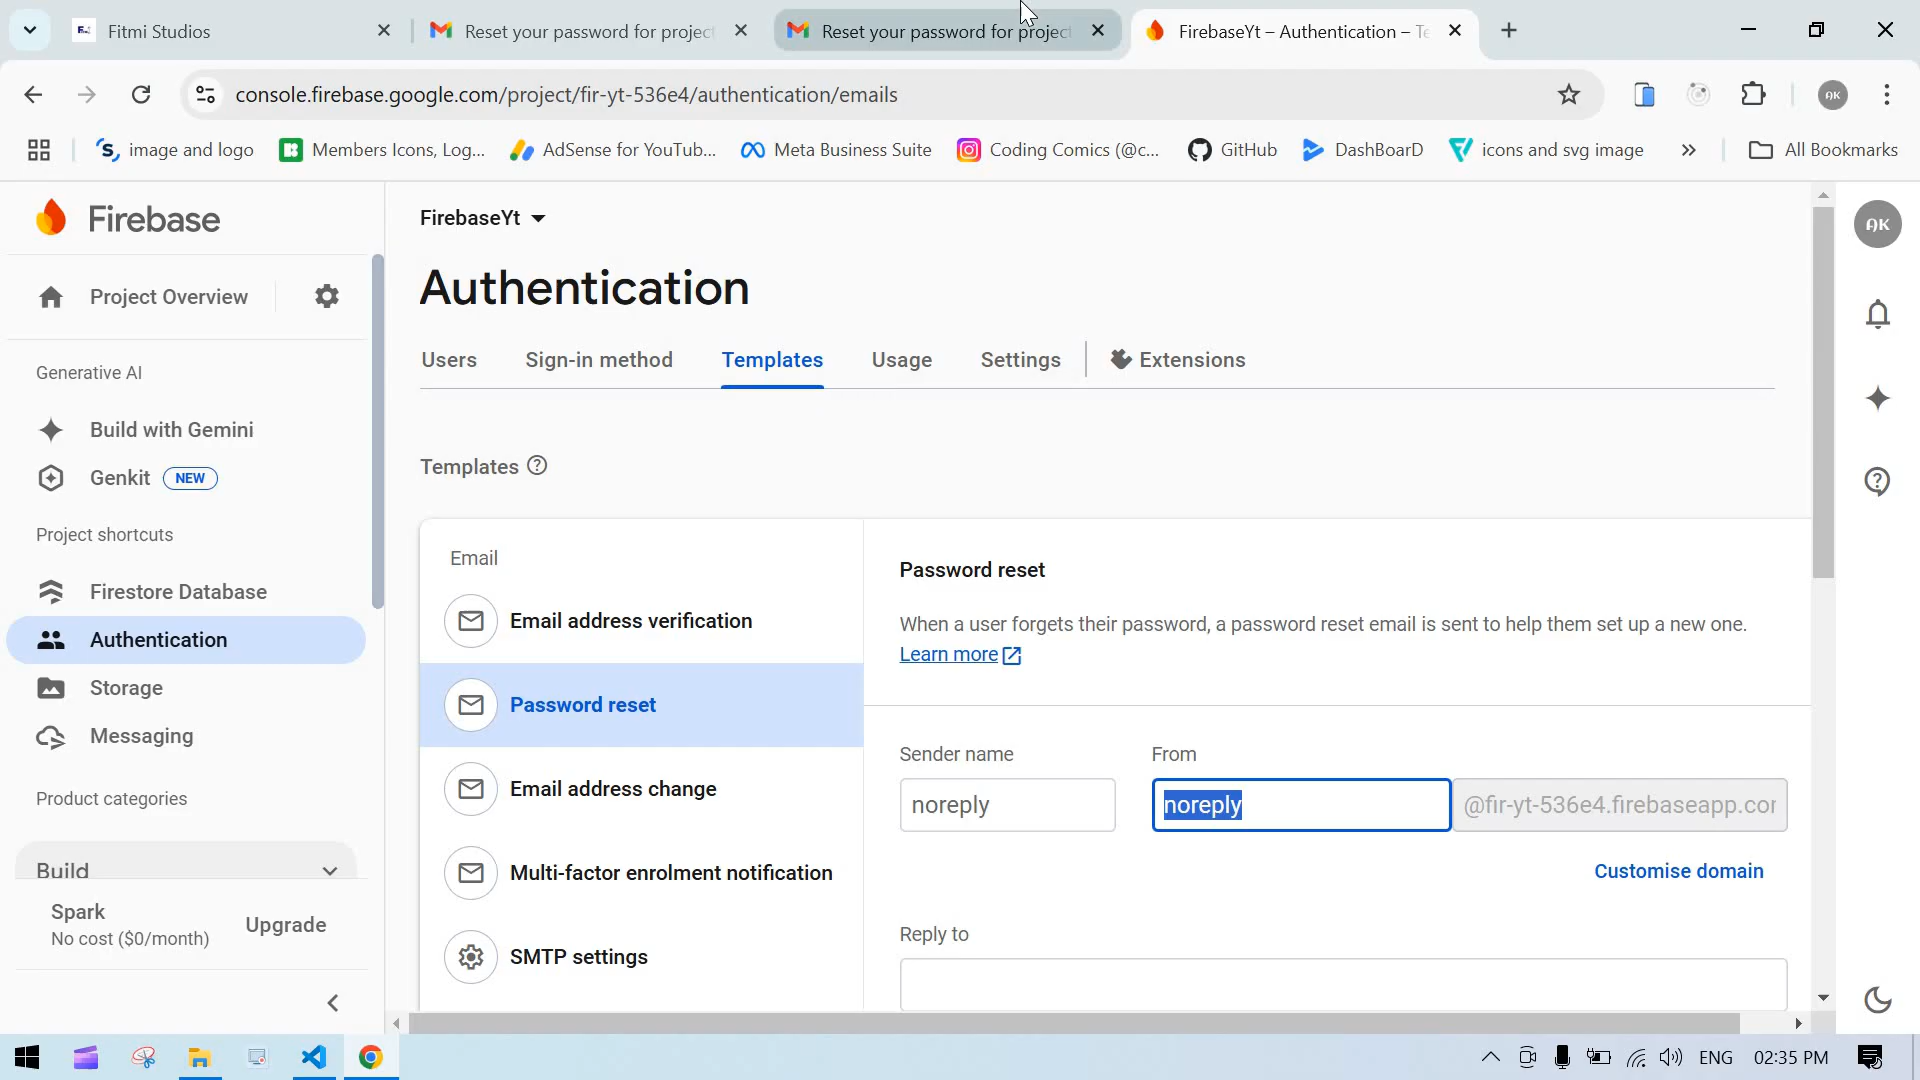 Fitmi Studios
Reset your password for project
Reset your password for project
FirebaseYt – Authentication – Te
console.firebase.google.com/project/fir-yt-536e4/authentication/emails
AK
image and logo
Members Icons, Log...
AdSense for YouTub...
Meta Business Suite
Coding Comics (@c...
GitHub
DashBoarD
icons and svg image
»
All Bookmarks
Firebase
FirebaseYt
AK
Authentication
Project Overview
Users
Sign-in method
Templates
Usage
Settings
Extensions
Generative AI
Build with Gemini
Genkit
NEW
Templates
Project shortcuts
Firestore Database
Authentication
Storage
Messaging
Product categories
Build
Spark
No cost ($0/month)
Upgrade
Email
Email address verification
Password reset
Email address change
Multi-factor enrolment notification
SMTP settings
Password reset
When a user forgets their password, a password reset email is sent to help them set up a new one.
Learn more
Sender name
From
noreply
noreply
@fir-yt-536e4.firebaseapp.com
Customise domain
Reply to
ENG
02:35 PM